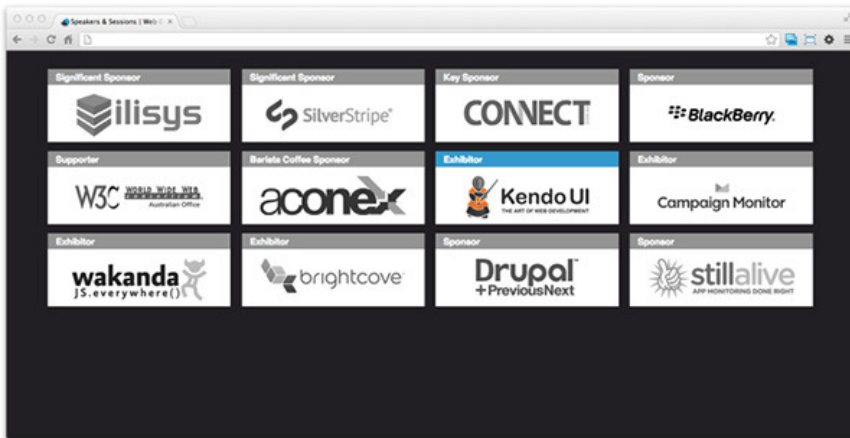 Speakers & Sessions | Web
Significant Sponsor
ilisys
Significant Sponsor
SilverStripe
Key Sponsor
CONNECT
Sponsor
BlackBerry.
Supporter
W3C WORLD WIDE WEB
consortium
Australian Office
Barista Coffee Sponsor
aconex
Exhibitor
Kendo UI
THE ART OF WEB DEVELOPMENT
Exhibitor
Campaign Monitor
Exhibitor
wakanda
JS.everywhere()
Exhibitor
brightcove
Sponsor
Drupal™
+PreviousNext
Sponsor
stillalive
APP MONITORING DONE RIGHT